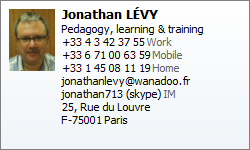 Jonathan LÉVY
Pedagogy, learning & training
+33 4 3 42 37 55 Work
+33 6 71 00 63 59 Mobile
+33 1 45 08 11 19 Home
jonathanlevy@wanadoo.fr
jonathan713 (skype) IM
25, Rue du Louvre
F-75001 Paris